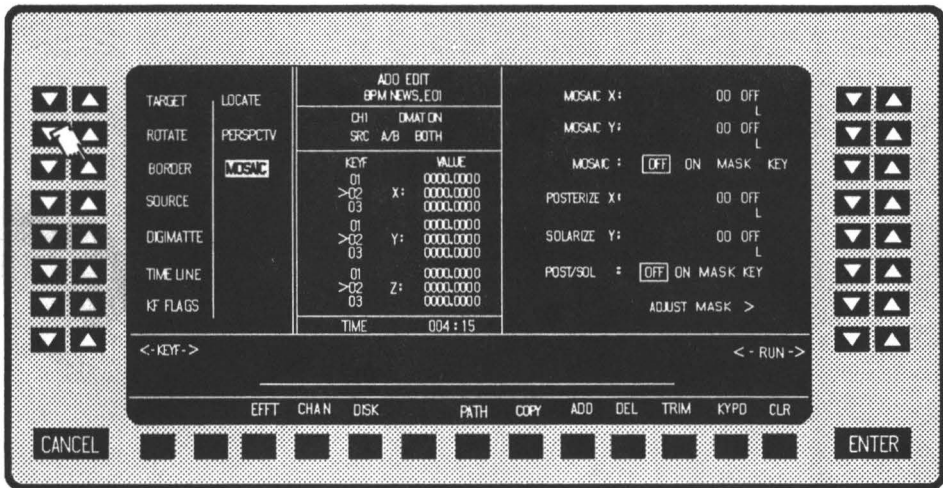 ADO EDIT
BPM NEWS_E01
CH1 DMAT ON
SRC A/B BOTH
TARGET LOCATE
ROTATE PERSPCTV
BORDER MOSAIC
SOURCE
DIGIMATTE
TIME LINE
KF FLAGS
KEYF VALUE
01 0000.0000
>02 X: 0000.0000
03 0000.0000
01 0000.0000
>02 Y: 0000.0000
03 0000.0000
01 0000.0000
>02 Z: 0000.0000
03 0000.0000
TIME 004:15
MOSAIC X: 00 OFF
L
MOSAIC Y: 00 OFF
L
MOSAIC : OFF ON MASK KEY
POSTERIZE X: 00 OFF
L
SOLARIZE Y: 00 OFF
L
POST/SOL : OFF ON MASK KEY
ADJUST MASK >
<-KEYF-> <-RUN->
EFFT CHAN DISK PATH COPY ADD DEL TRIM KYPD CLR
CANCEL ENTER